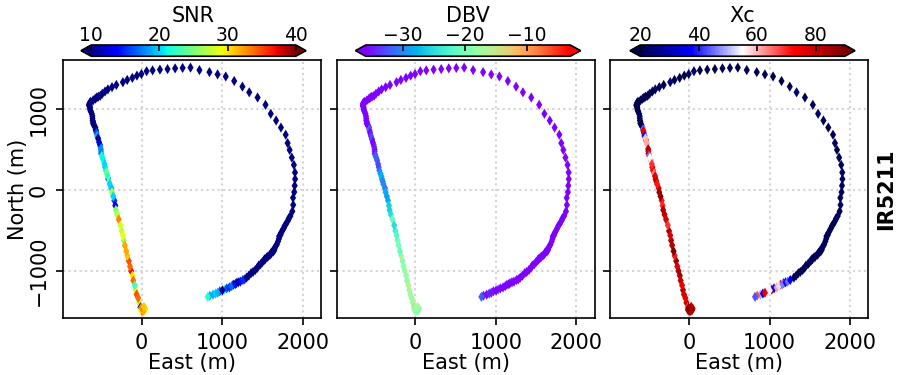 SNR
10 20 30 40
DBV
−30 −20 −10
Xc
20 40 60 80
North (m)
1000
0
−1000
0 1000 2000
East (m)
0 1000 2000
East (m)
0 1000 2000
East (m)
IR5211